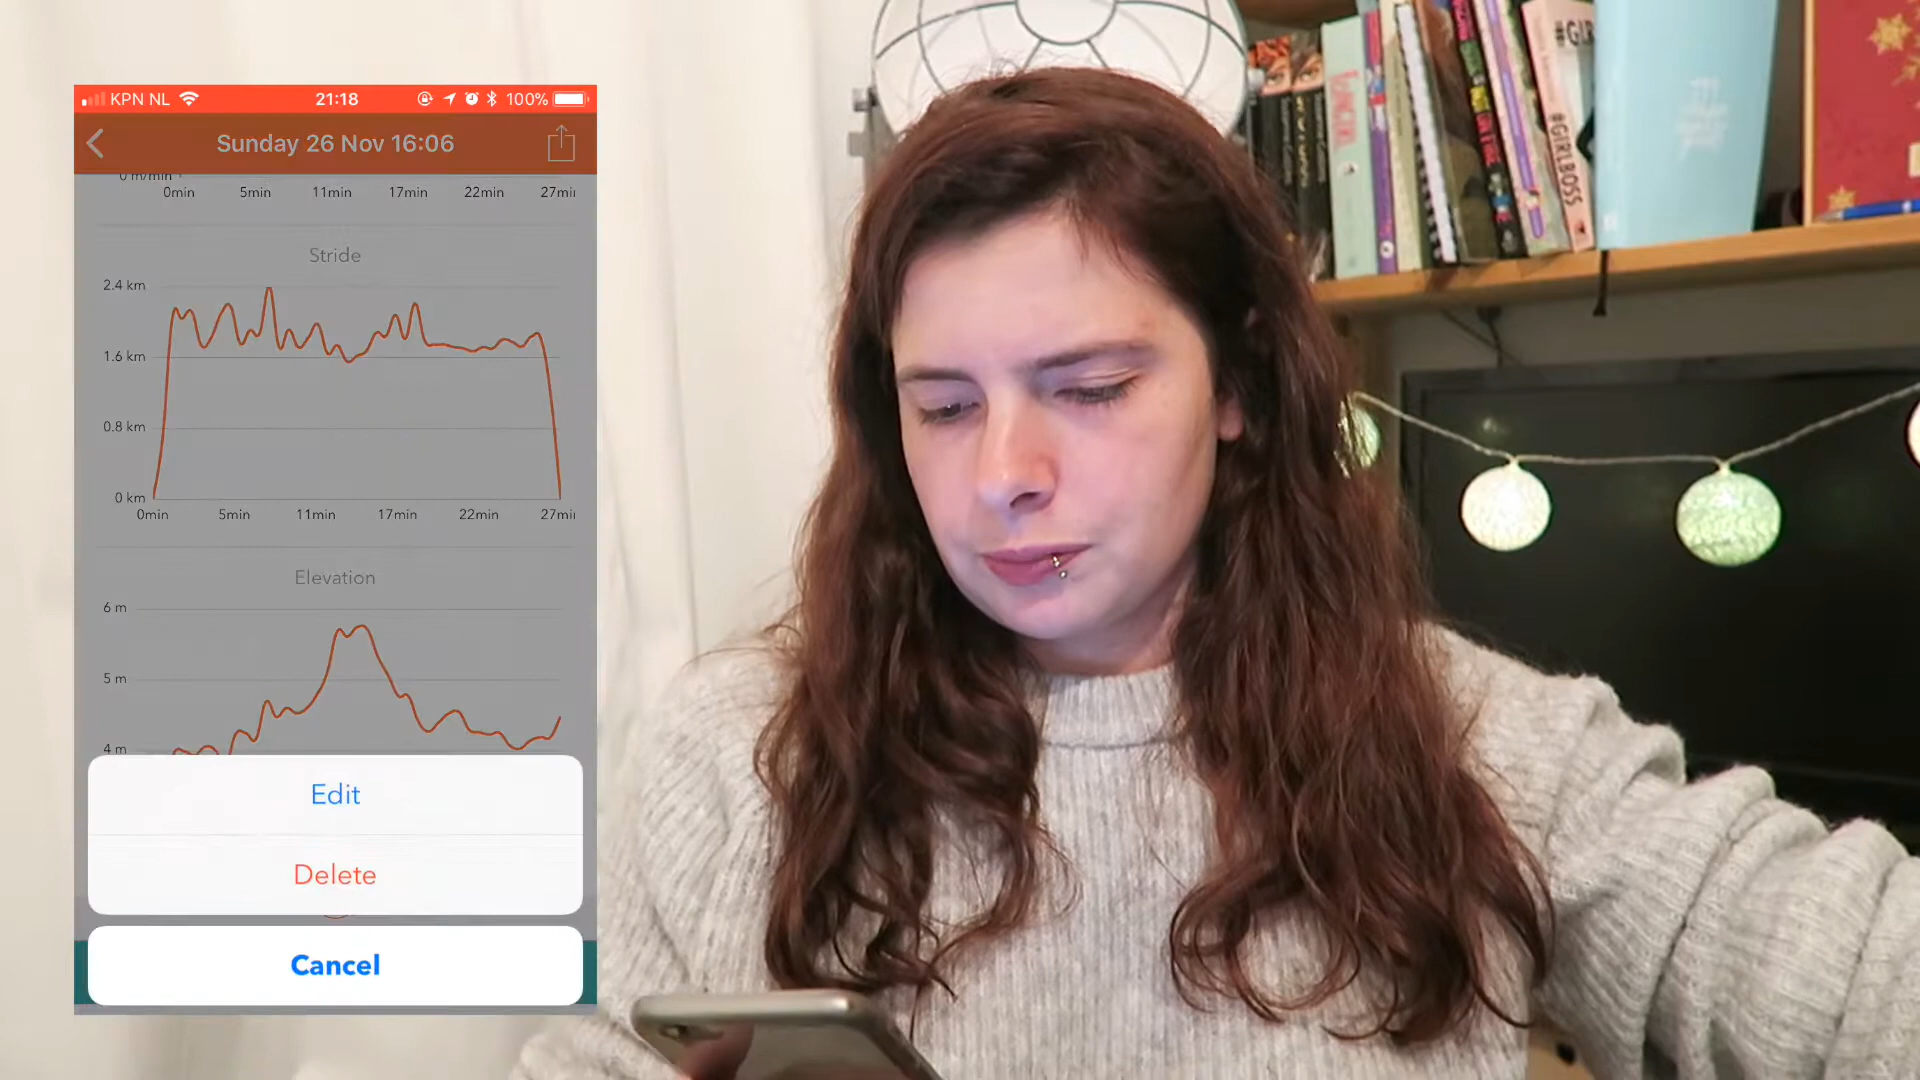 KPN NL 21:18 100%
Sunday 26 Nov 16:06
0 m/min
0min 5min 11min 17min 22min 27mi
Stride
2.4 km
1.6 km
0.8 km
0 km
0min 5min 11min 17min 22min 27mi
Elevation
6 m
5 m
4 m
Edit
Delete
Cancel
#GIRLBOSS